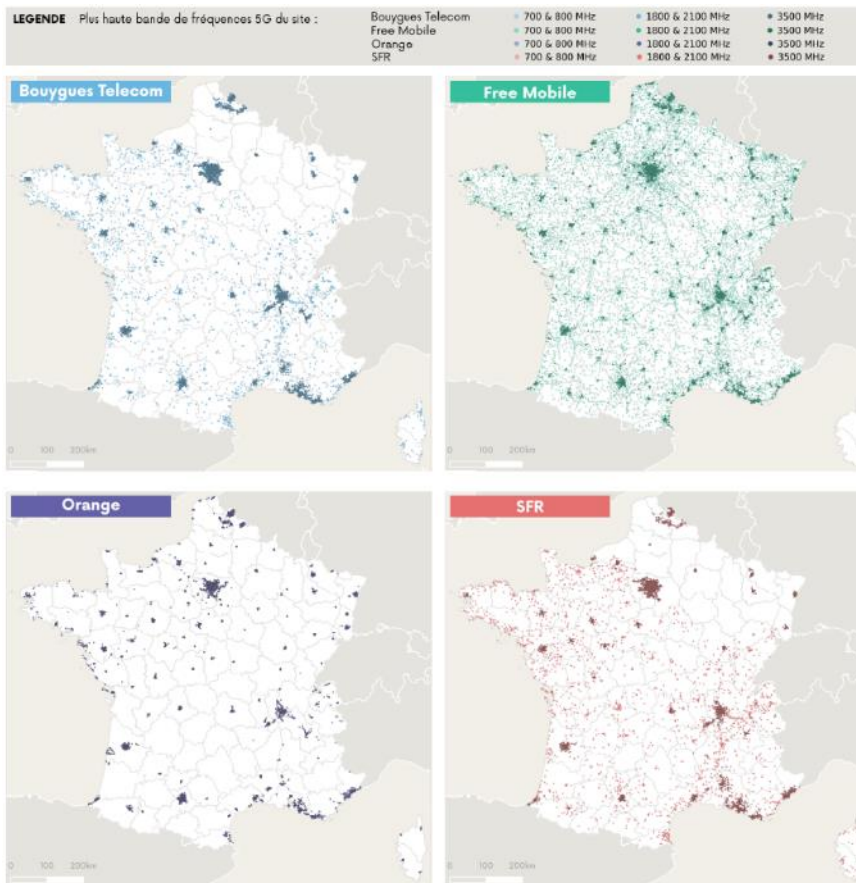 LEGENDE Plus haute bande de fréquences 5G du site :
Bouygues Telecom 700 & 800 MHz 1800 & 2100 MHz 3500 MHz
Free Mobile 700 & 800 MHz 1800 & 2100 MHz 3500 MHz
Orange 700 & 800 MHz 1800 & 2100 MHz 3500 MHz
SFR 700 & 800 MHz 1800 & 2100 MHz 3500 MHz
Bouygues Telecom
0 100 200km
Free Mobile
0 100 200km
Orange
0 100 200km
SFR
0 100 200km